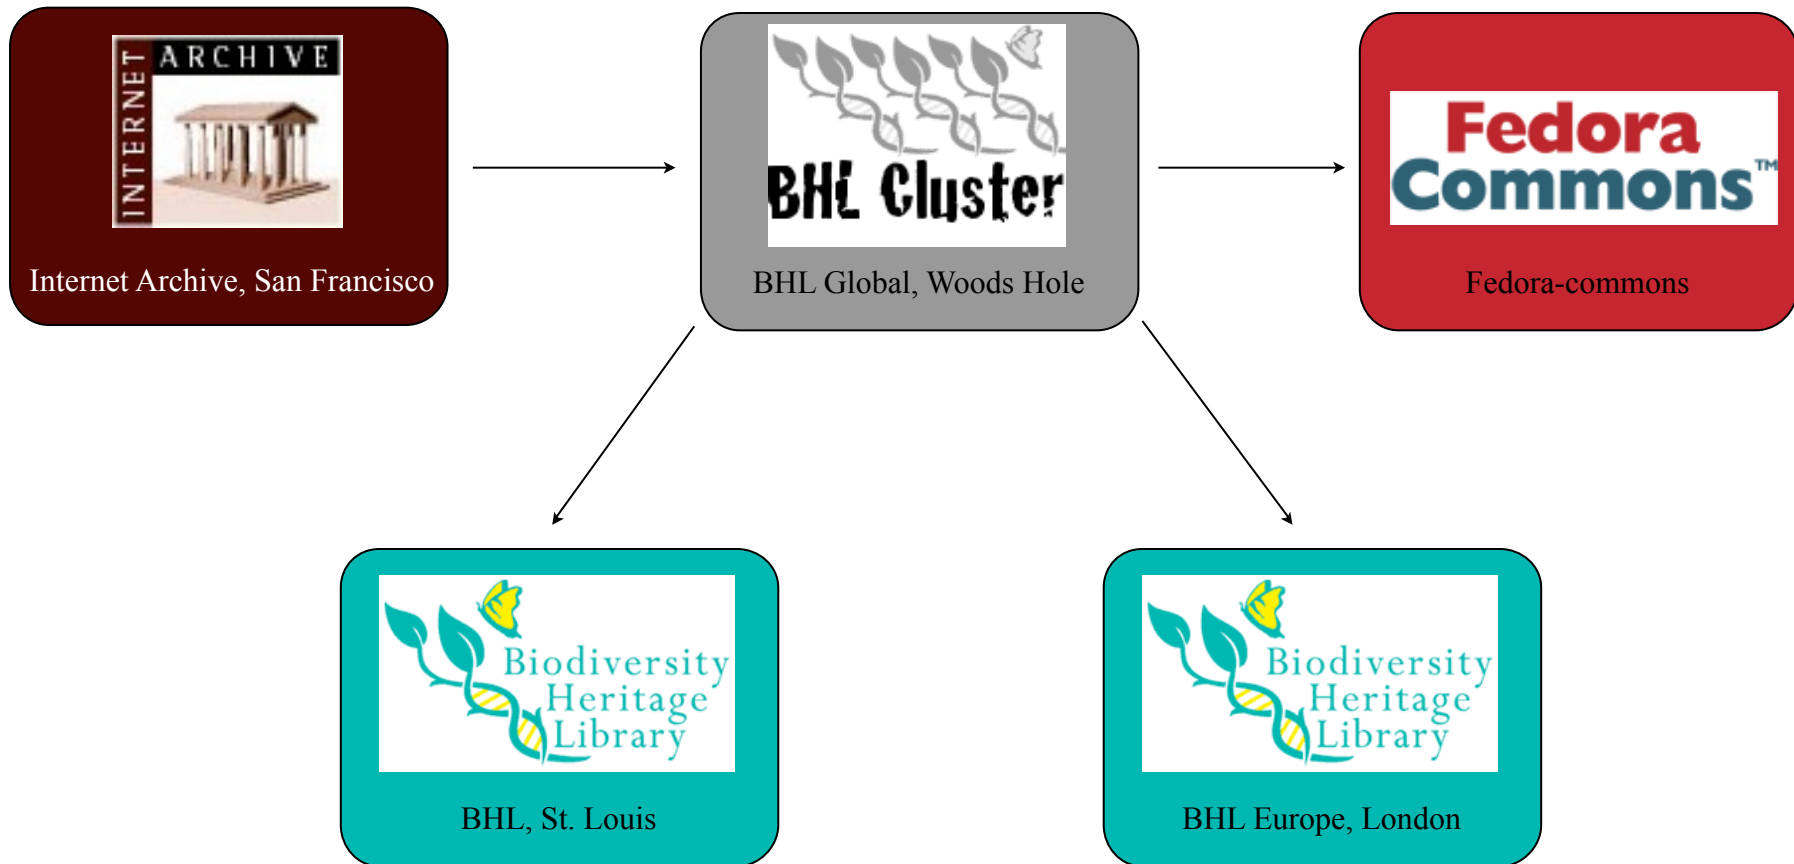 INTERNET
ARCHIVE
Internet Archive, San Francisco
BHL Cluster
BHL Global, Woods Hole
Fedora
Commons™
Fedora-commons
Biodiversity
Heritage
Library
BHL, St. Louis
Biodiversity
Heritage
Library
BHL Europe, London